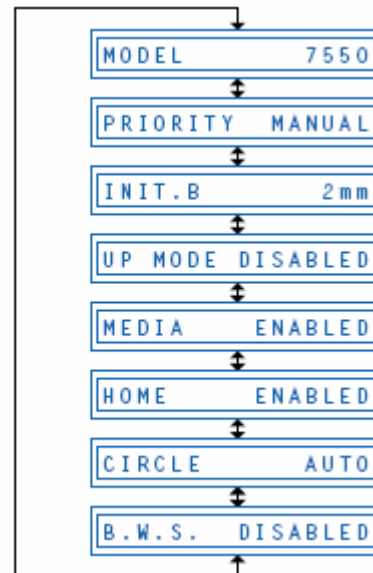 MODEL 7550
PRIORITY MANUAL
INIT.B 2mm
UP MODE DISABLED
MEDIA ENABLED
HOME ENABLED
CIRCLE AUTO
B.W.S. DISABLED